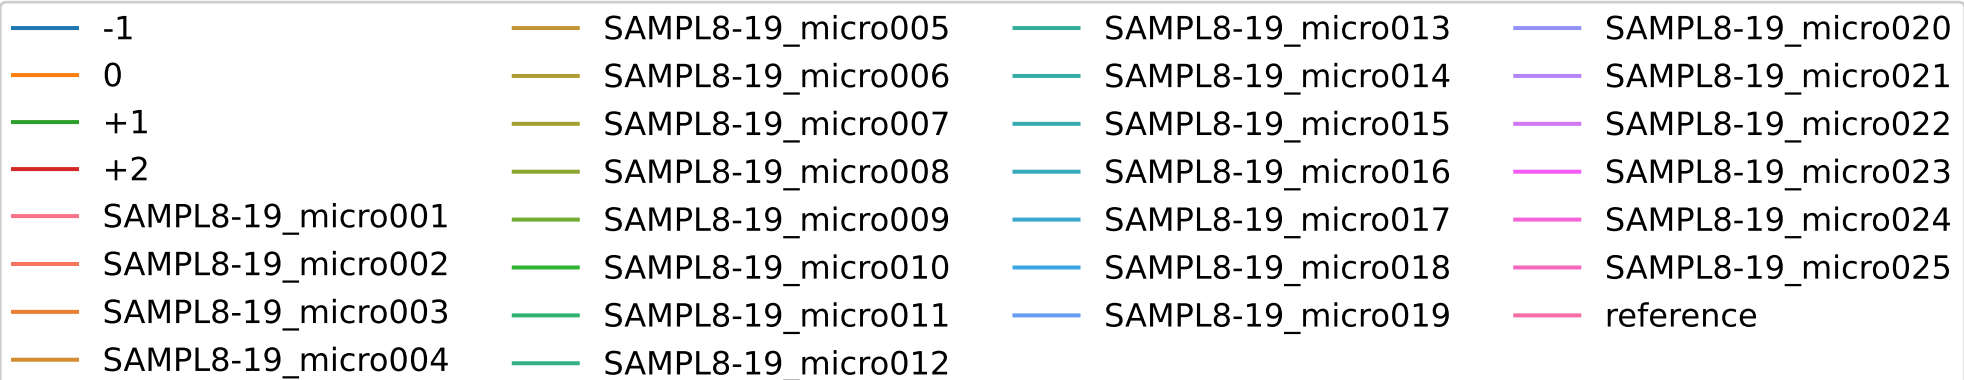 -1
0
+1
+2
SAMPL8-19_micro001
SAMPL8-19_micro002
SAMPL8-19_micro003
SAMPL8-19_micro004
SAMPL8-19_micro005
SAMPL8-19_micro006
SAMPL8-19_micro007
SAMPL8-19_micro008
SAMPL8-19_micro009
SAMPL8-19_micro010
SAMPL8-19_micro011
SAMPL8-19_micro012
SAMPL8-19_micro013
SAMPL8-19_micro014
SAMPL8-19_micro015
SAMPL8-19_micro016
SAMPL8-19_micro017
SAMPL8-19_micro018
SAMPL8-19_micro019
SAMPL8-19_micro020
SAMPL8-19_micro021
SAMPL8-19_micro022
SAMPL8-19_micro023
SAMPL8-19_micro024
SAMPL8-19_micro025
reference